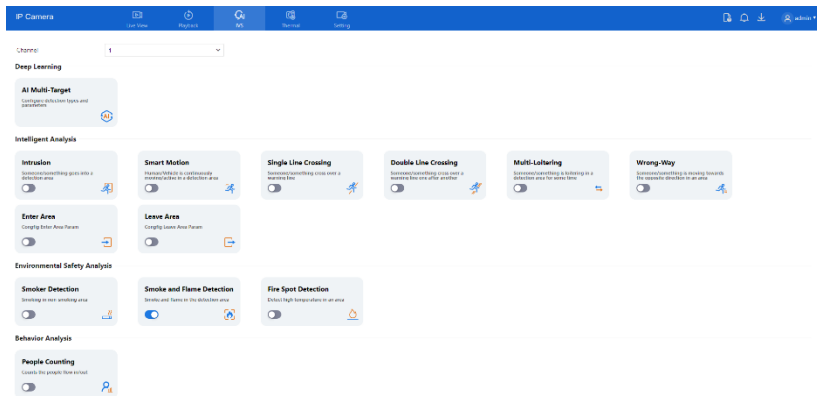 IP Camera
Live View Playback AVS Thermal Setting
admin
Channel 1
Deep Learning
AI Multi-Target
Configure detection types and
parameters
AI
Intelligent Analysis
Intrusion Smart Motion Single Line Crossing Double Line Crossing Multi-Loitering Wrong-Way
Someone/something goes into a Human/Vehicle is continuously Someone/something cross over a Someone/something cross over a Someone/something is loitering in a Someone/something is moving towards
detection area moving/active in a detection area warning line warning line one after another detection area for some time the opposite direction in an area
Enter Area Leave Area
Congfig Enter Area Param Congfig Leave Area Param
Environmental Safety Analysis
Smoker Detection Smoke and Flame Detection Fire Spot Detection
Smoking in non-smoking area Smoke and flame in the detection area Detect high temperature in an area
Behavior Analysis
People Counting
Counts the people flow in/out